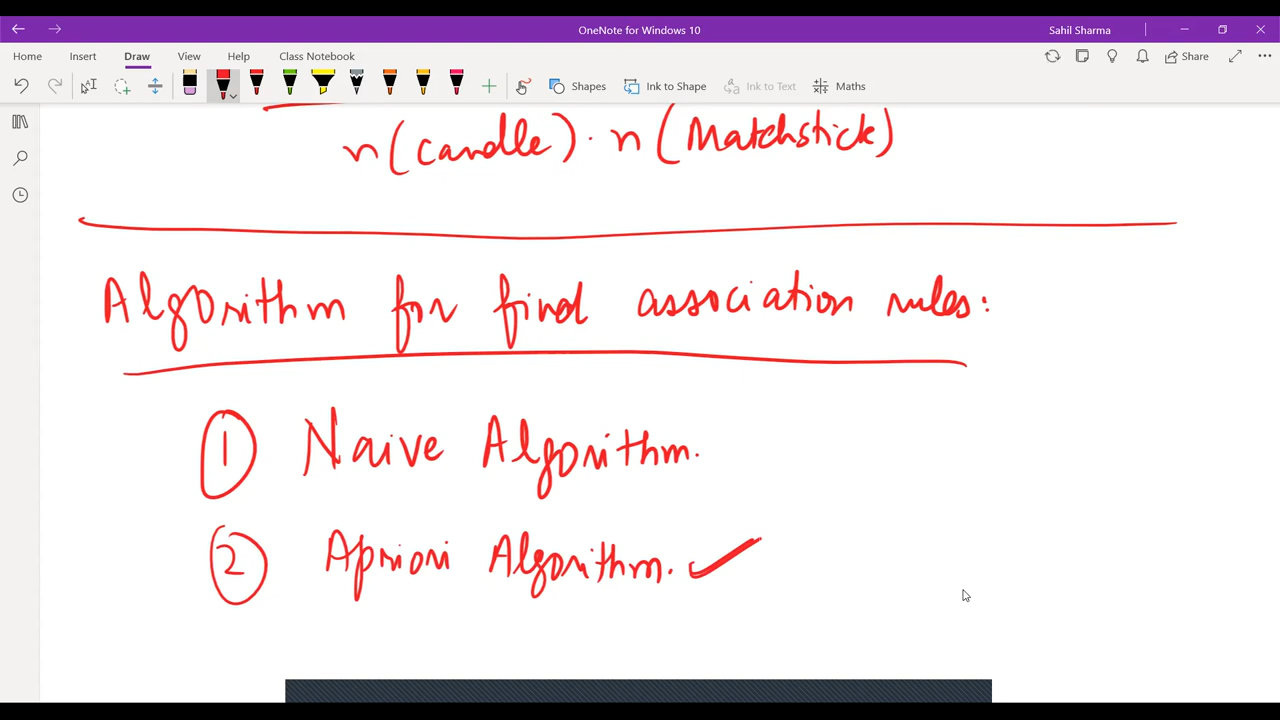 OneNote for Windows 10
Sahil Sharma
Home Insert Draw View Help Class Notebook
Share
Shapes Ink to Shape Ink to Text Maths
n(candle) · n(Matchstick)
Algorithm for find association rules:
1 Naive Algorithm.
2 Apriori Algorithm.